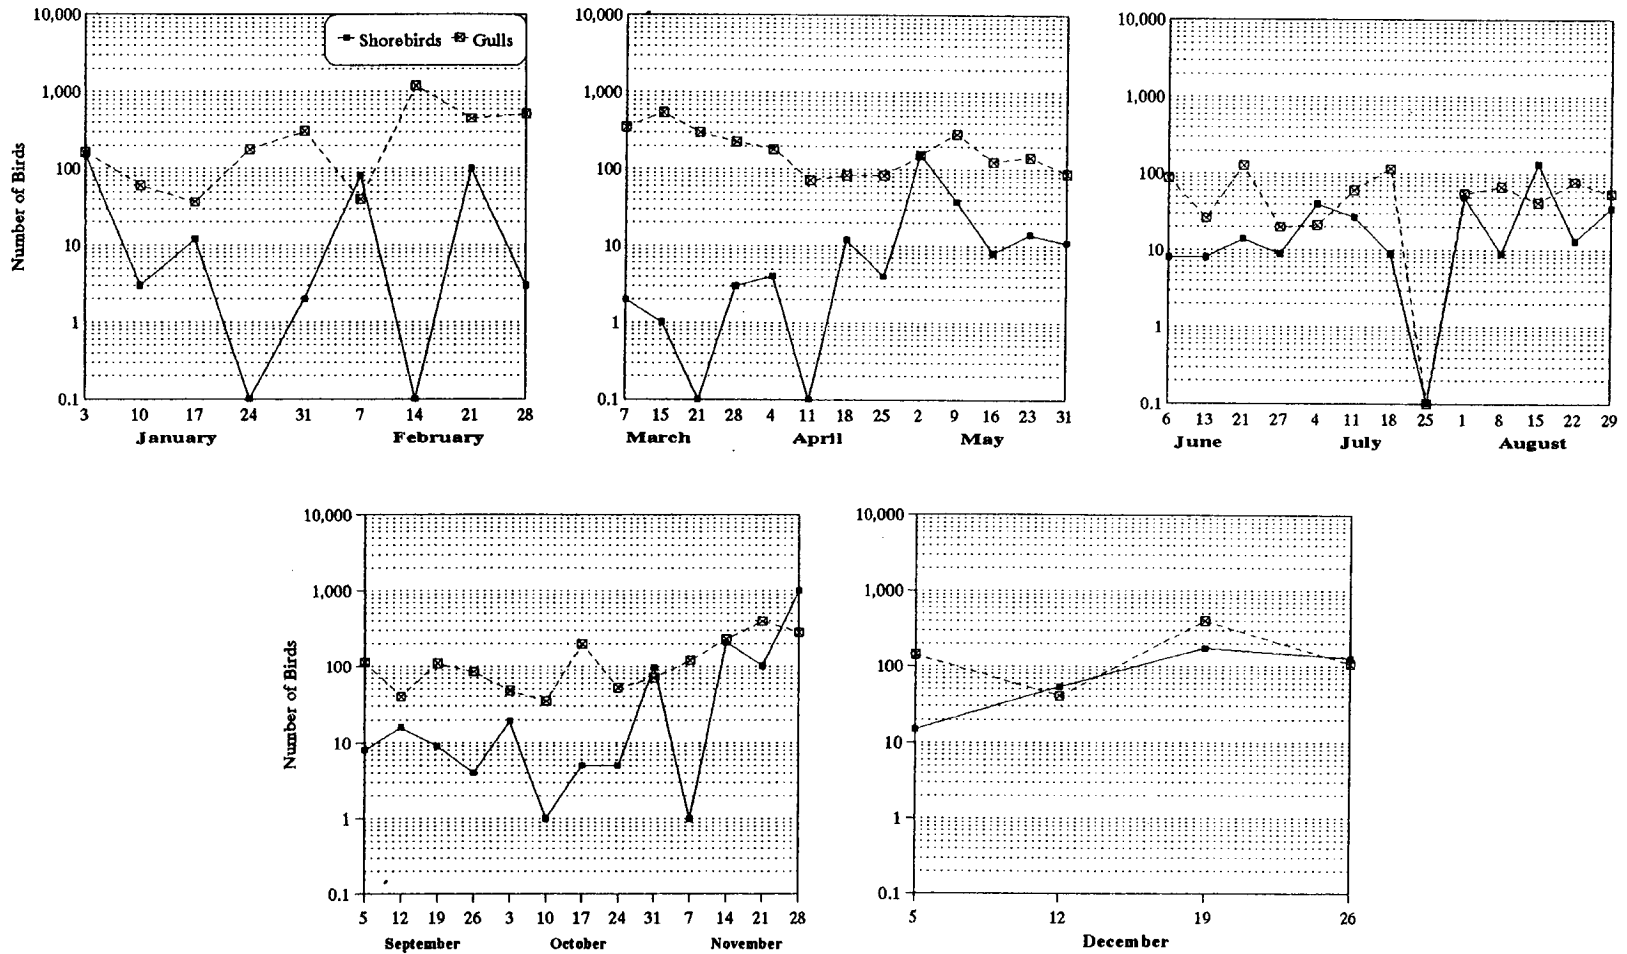 Number of Birds
10,000
1,000
100
10
1
0.1
Shorebirds Gulls
3 10 17 24 31 7 14 21 28
January February
10,000
1,000
100
10
1
0.1
7 15 21 28 4 11 18 25 2 9 16 23 31
March April May
10,000
1,000
100
10
1
0.1
6 13 21 27 4 11 18 25 1 8 15 22 29
June July August
Number of Birds
10,000
1,000
100
10
1
0.1
5 12 19 26 3 10 17 24 31 7 14 21 28
September October November
10,000
1,000
100
10
1
0.1
5 12 19 26
December